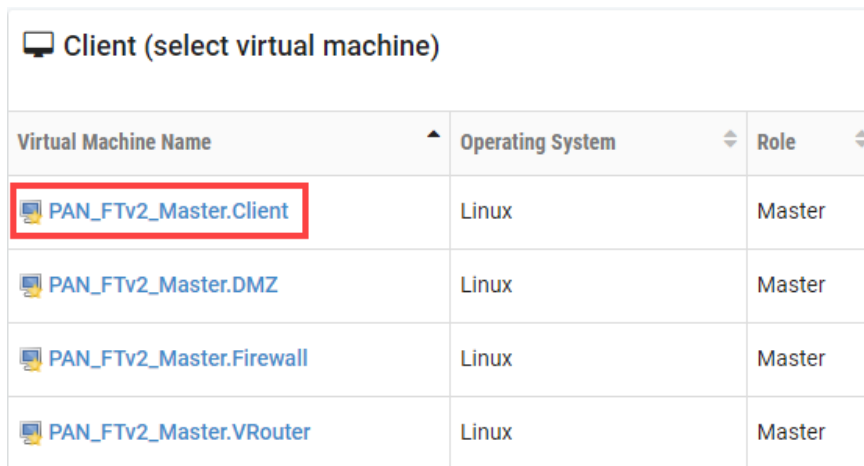 Client (select virtual machine)
Virtual Machine Name Operating System Role
PAN_FTv2_Master.Client Linux Master
PAN_FTv2_Master.DMZ Linux Master
PAN_FTv2_Master.Firewall Linux Master
PAN_FTv2_Master.VRouter Linux Master